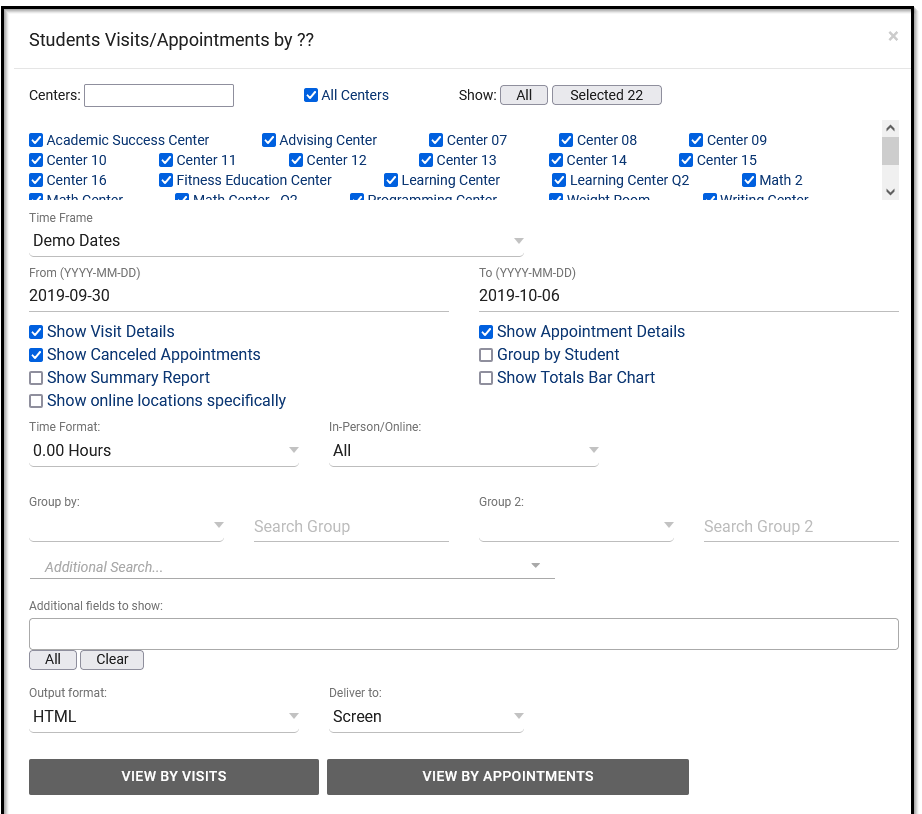 Students Visits/Appointments by ??
×
Centers: All Centers Show: All Selected 22
Academic Success Center Advising Center Center 07 Center 08 Center 09
Center 10 Center 11 Center 12 Center 13 Center 14 Center 15
Center 16 Fitness Education Center Learning Center Learning Center Q2 Math 2
Math Center Math Center - Q2 Programming Center Weight Room Writing Center
Time Frame
Demo Dates
From (YYYY-MM-DD) To (YYYY-MM-DD)
2019-09-30 2019-10-06
Show Visit Details Show Appointment Details
Show Canceled Appointments Group by Student
Show Summary Report Show Totals Bar Chart
Show online locations specifically
Time Format: In-Person/Online:
0.00 Hours All
Group by: Group 2:
Search Group Search Group 2
Additional Search...
Additional fields to show:
All Clear
Output format: Deliver to:
HTML Screen
VIEW BY VISITS VIEW BY APPOINTMENTS